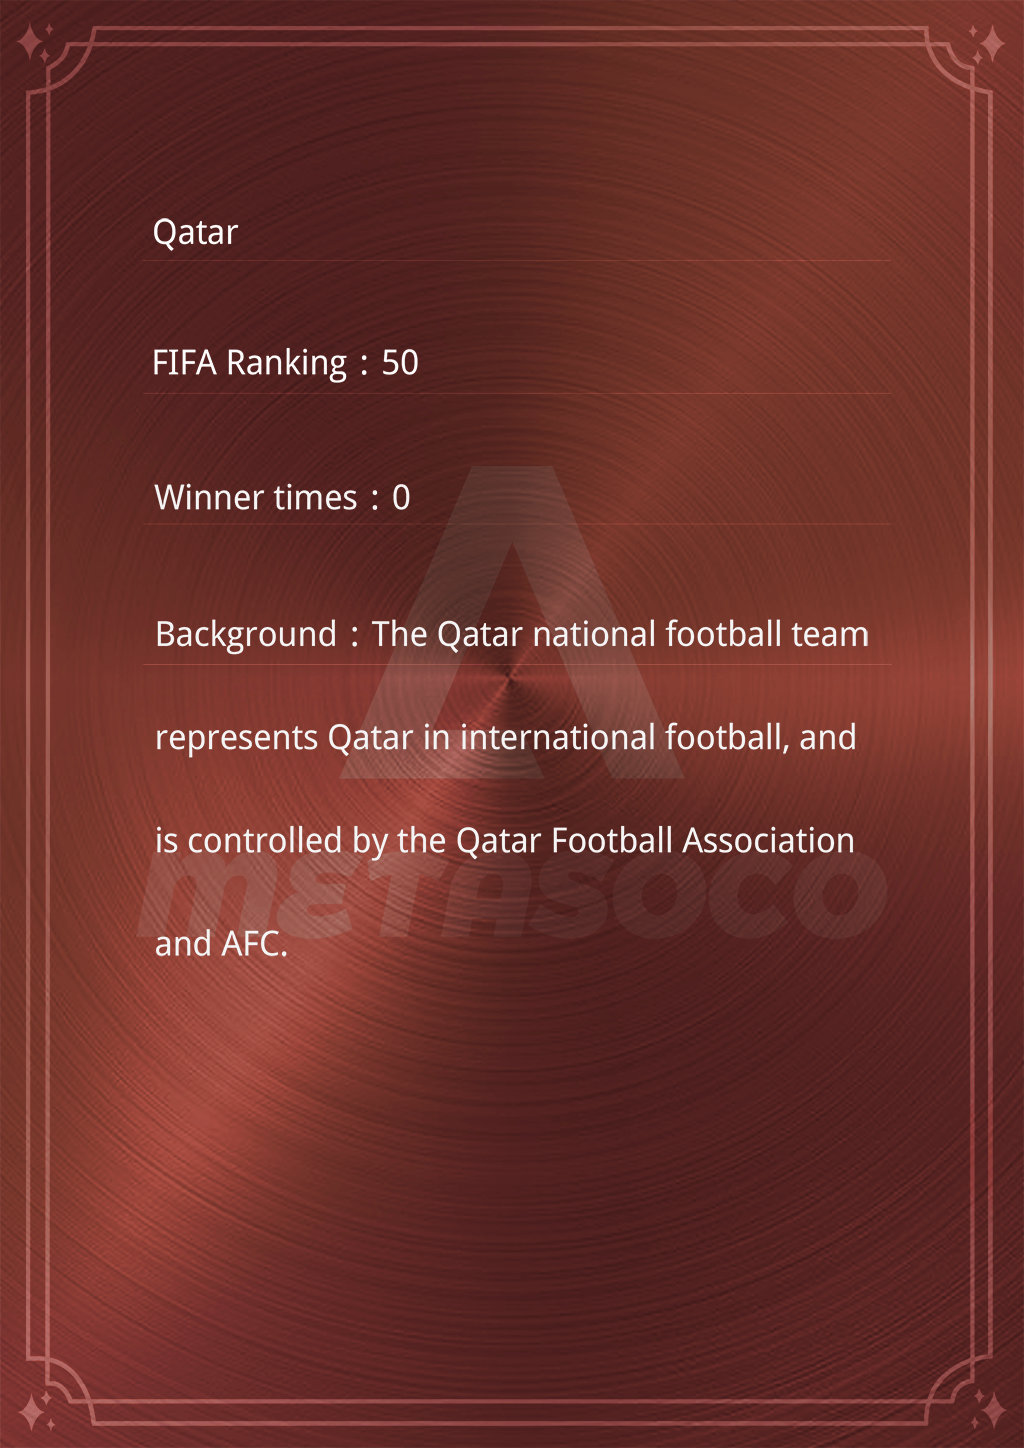 Qatar
FIFA Ranking：50
Winner times：0
Background：The Qatar national football team
represents Qatar in international football, and
is controlled by the Qatar Football Association
METASOCO
and AFC.